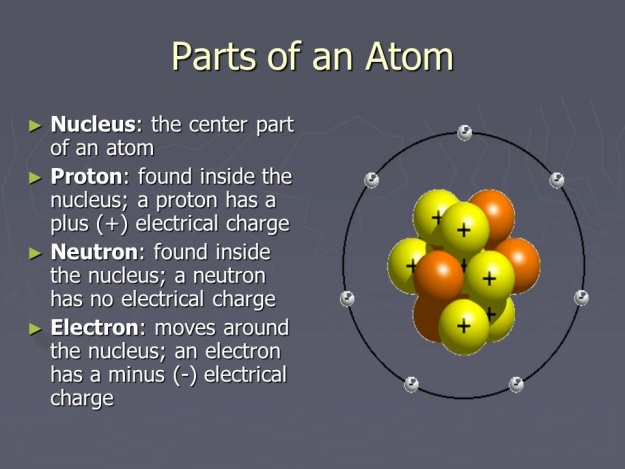 Parts of an Atom
► Nucleus: the center part
of an atom
► Proton: found inside the
nucleus; a proton has a
plus (+) electrical charge
► Neutron: found inside
the nucleus; a neutron
has no electrical charge
► Electron: moves around
the nucleus; an electron
has a minus (-) electrical
charge
+
+
+
+
+
+
+